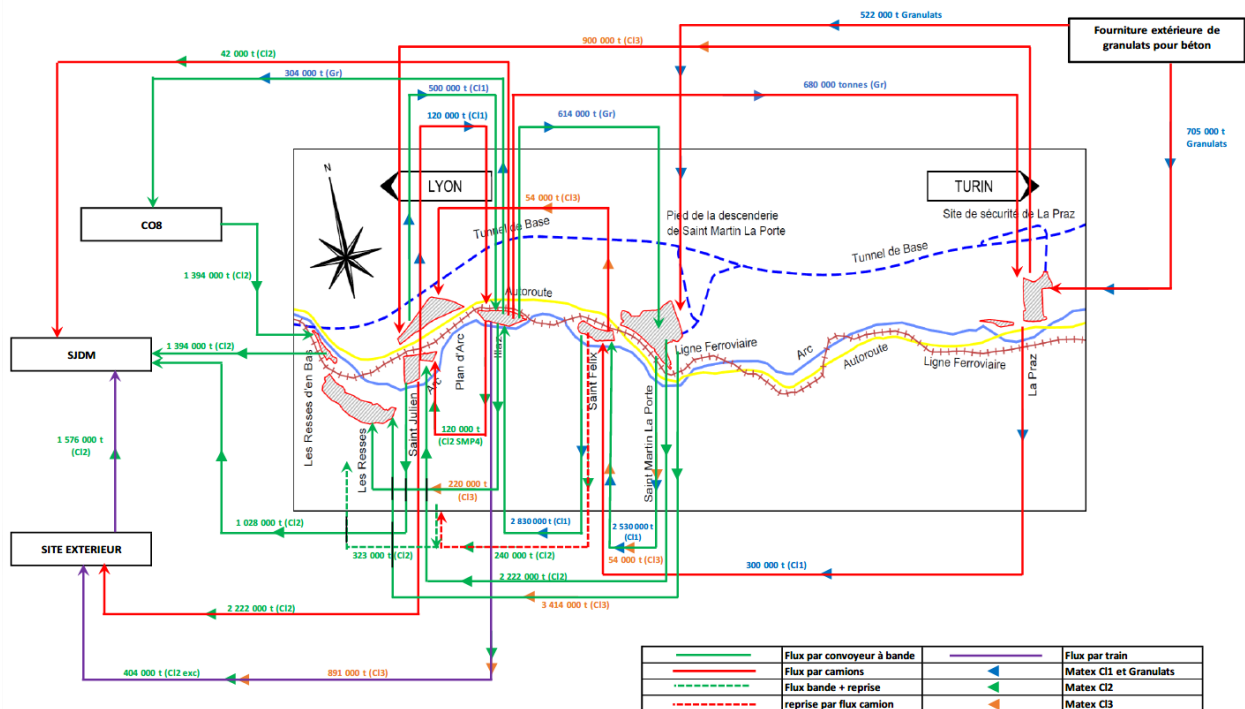 522 000 t Granulats
Fourniture extérieure de
granulats pour béton
900 000 t (Cl3)
42 000 t (Cl2)
304 000 t (Gr)
500 000 t (Cl1)
680 000 tonnes (Gr)
120 000 t (Cl1)
614 000 t (Gr)
705 000 t
Granulats
N
LYON
TURIN
54 000 t (Cl3)
Pied de la descenderie
de Saint Martin La Porte
Site de sécurité de La Praz
CO8
Tunnel de Base
Tunnel de Base
1 394 000 t (Cl2)
Autoroute
SJDM
1 394 000 t (Cl2)
Les Resses d'en Bas
Les Resses
Saint Julien
Arc
Plan d'Arc
Illaz
Saint Félix
Saint Martin La Porte
Ligne Ferroviaire
Arc
Autoroute
Ligne Ferroviaire
La Praz
120 000 t
(Cl2 SMP4)
1 576 000 t
(Cl2)
220 000 t
(Cl3)
1 028 000 t (Cl2)
2 830 000 t (Cl1)
2 530 000 t
(Cl1)
SITE EXTERIEUR
323 000 t (Cl2)
240 000 t (Cl2)
54 000 t (Cl3)
300 000 t (Cl1)
2 222 000 t (Cl2)
3 414 000 t (Cl3)
2 222 000 t (Cl2)
404 000 t (Cl2 exc)
891 000 t (Cl3)
Flux par convoyeur à bande
Flux par train
Flux par camions
Matex Cl1 et Granulats
Flux bande + reprise
Matex Cl2
reprise par flux camion
Matex Cl3